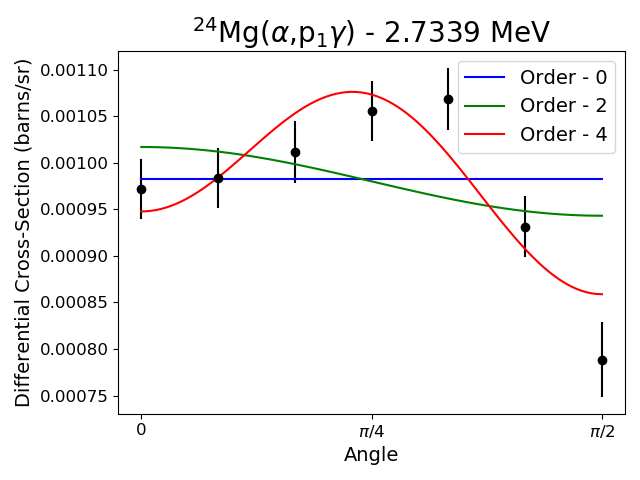 ²⁴Mg(α,p₁γ) - 2.7339 MeV
Differential Cross-Section (barns/sr)
0.00110
0.00105
0.00100
0.00095
0.00090
0.00085
0.00080
0.00075
Order - 0
Order - 2
Order - 4
0
π/4
π/2
Angle